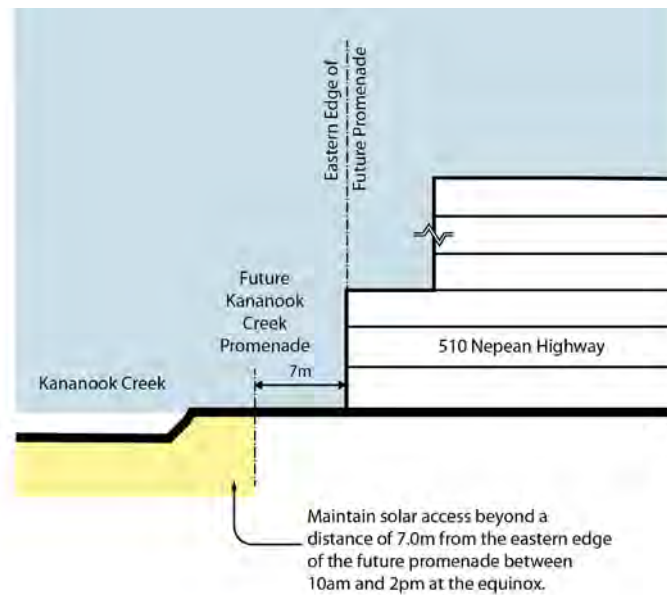 Eastern Edge of
Future Promenade
Future
Kananook
Creek
Promenade
7m
510 Nepean Highway
Kananook Creek
Maintain solar access beyond a
distance of 7.0m from the eastern edge
of the future promenade between
10am and 2pm at the equinox.